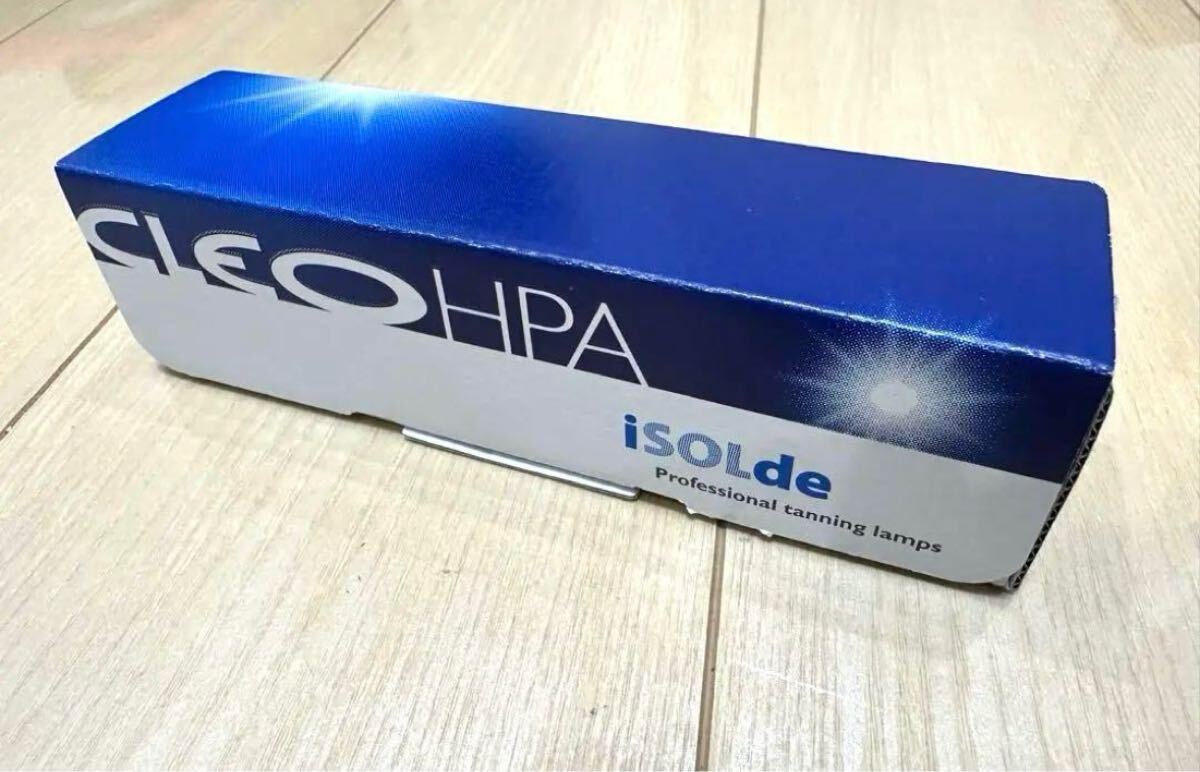 CLEO HPA
iSOLde
Professional tanning lamps